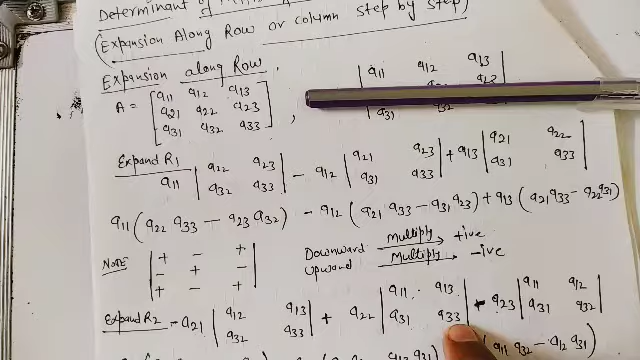 Determinant of
(Expansion Along Row or column step by step)
Expansion along Row.
A = [ a11 a12 a13
a21 a22 a23
a31 a32 a33 ] ,
| a11 a12 a13
a23
a31 a32 |
Expand R1
a11 | a22 a23
a32 a33 | - a12 | a21 a23
a31 a33 | + a13 | a21 a22
a31 a33 |
a11 ( a22 a33 - a23 a32 ) - a12 ( a21 a33 - a31 a23 ) + a13 ( a21 a33 - a22 a31 )
NOTE | + - +
- + -
+ - + |
Downward Multiply → +ive
Upward Multiply → -ive
Expand R2 - a21 | a12 a13
a32 a33 | + a22 | a11 a13
a31 a33 | - a23 | a11 a12
a31 a32 |
( a11 a32 - a12 a31 )